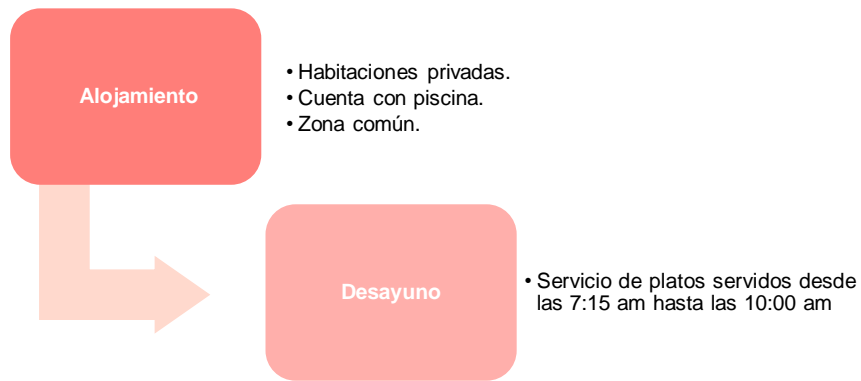 Alojamiento
• Habitaciones privadas.
• Cuenta con piscina.
• Zona común.
Desayuno
• Servicio de platos servidos desde
las 7:15 am hasta las 10:00 am